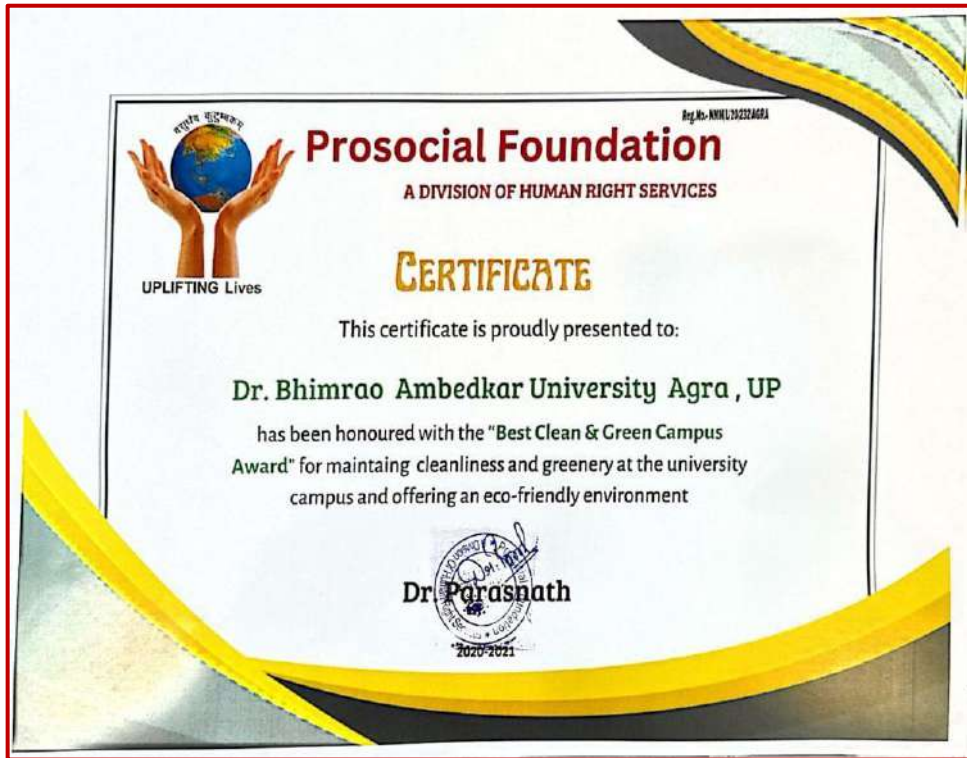 वसुधैव कुटुम्बकम्
UPLIFTING Lives
Prosocial Foundation
A DIVISION OF HUMAN RIGHT SERVICES
CERTIFICATE
This certificate is proudly presented to:
Dr. Bhimrao Ambedkar University Agra , UP
has been honoured with the "Best Clean & Green Campus
Award" for maintaing cleanliness and greenery at the university
campus and offering an eco-friendly environment
Dr. Parasnath
2020-2021